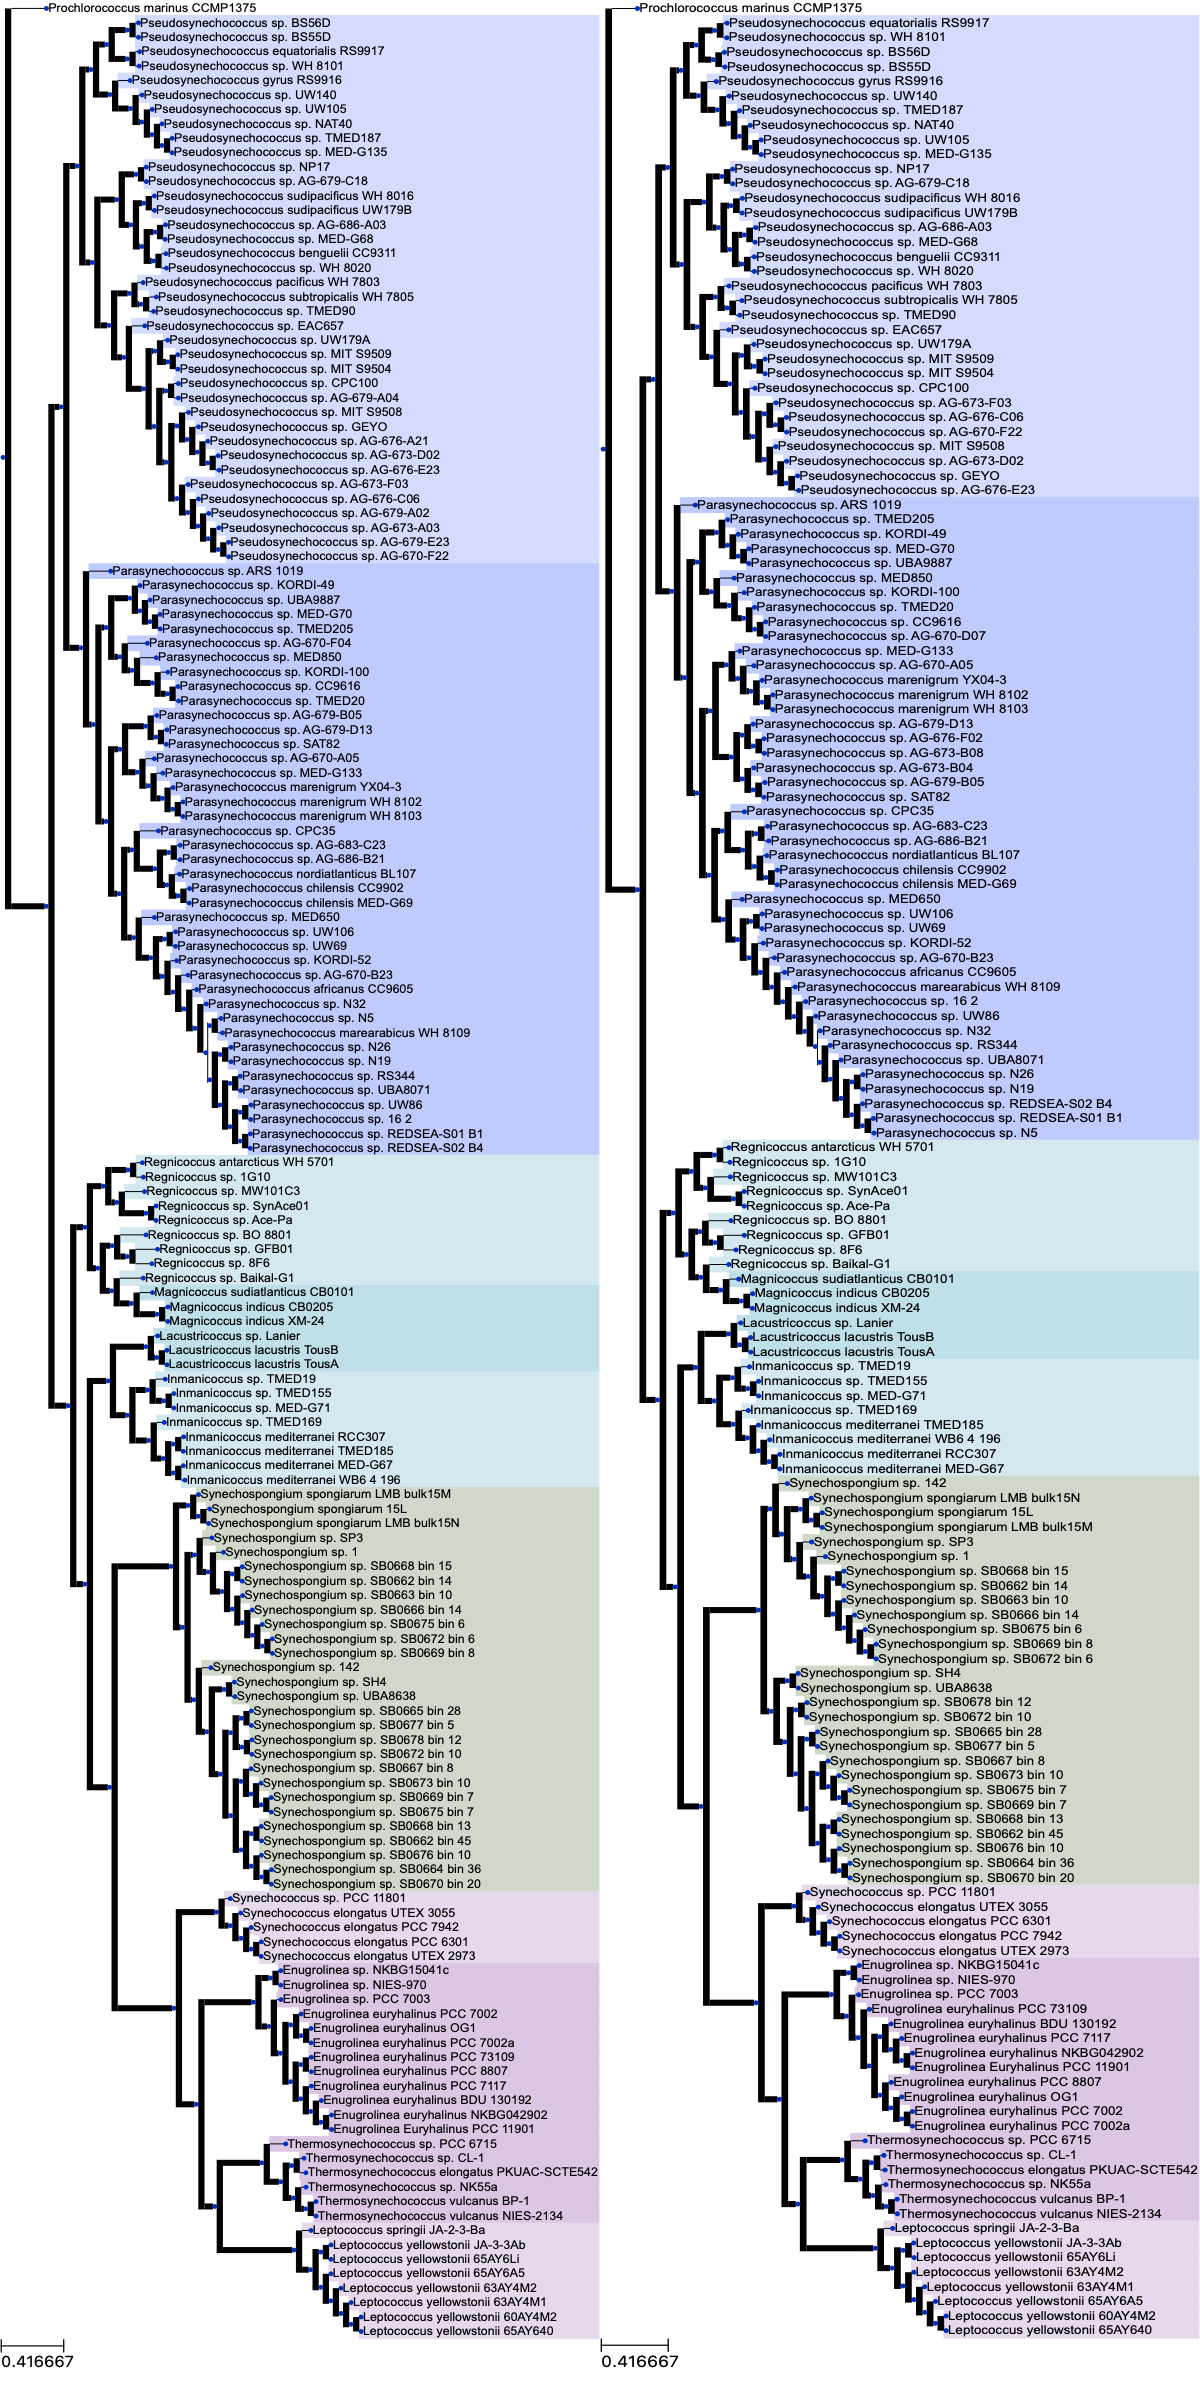 Prochlorococcus marinus CCMP1375
Pseudosynechococcus sp. BS56D
Pseudosynechococcus sp. BS55D
Pseudosynechococcus equatorialis RS9917
Pseudosynechococcus sp. WH 8101
Pseudosynechococcus gyrus RS9916
Pseudosynechococcus sp. UW140
Pseudosynechococcus sp. UW105
Pseudosynechococcus sp. NAT40
Pseudosynechococcus sp. TMED187
Pseudosynechococcus sp. MED-G135
Pseudosynechococcus sp. NP17
Pseudosynechococcus sp. AG-679-C18
Pseudosynechococcus sudipacificus WH 8016
Pseudosynechococcus sudipacificus UW179B
Pseudosynechococcus sp. AG-686-A03
Pseudosynechococcus sp. MED-G68
Pseudosynechococcus benguelii CC9311
Pseudosynechococcus sp. WH 8020
Pseudosynechococcus pacificus WH 7803
Pseudosynechococcus subtropicalis WH 7805
Pseudosynechococcus sp. TMED90
Pseudosynechococcus sp. EAC657
Pseudosynechococcus sp. UW179A
Pseudosynechococcus sp. MIT S9509
Pseudosynechococcus sp. MIT S9504
Pseudosynechococcus sp. CPC100
Pseudosynechococcus sp. AG-679-A04
Pseudosynechococcus sp. MIT S9508
Pseudosynechococcus sp. GEYO
Pseudosynechococcus sp. AG-676-A21
Pseudosynechococcus sp. AG-673-D02
Pseudosynechococcus sp. AG-676-E23
Pseudosynechococcus sp. AG-673-F03
Pseudosynechococcus sp. AG-676-C06
Pseudosynechococcus sp. AG-679-A02
Pseudosynechococcus sp. AG-673-A03
Pseudosynechococcus sp. AG-679-E23
Pseudosynechococcus sp. AG-670-F22
Parasynechococcus sp. ARS 1019
Parasynechococcus sp. KORDI-49
Parasynechococcus sp. UBA9887
Parasynechococcus sp. MED-G70
Parasynechococcus sp. TMED205
Parasynechococcus sp. AG-670-F04
Parasynechococcus sp. MED850
Parasynechococcus sp. KORDI-100
Parasynechococcus sp. CC9616
Parasynechococcus sp. TMED20
Parasynechococcus sp. AG-679-B05
Parasynechococcus sp. AG-679-D13
Parasynechococcus sp. SAT82
Parasynechococcus sp. AG-670-A05
Parasynechococcus sp. MED-G133
Parasynechococcus marenigrum YX04-3
Parasynechococcus marenigrum WH 8102
Parasynechococcus marenigrum WH 8103
Parasynechococcus sp. CPC35
Parasynechococcus sp. AG-683-C23
Parasynechococcus sp. AG-686-B21
Parasynechococcus nordiatlanticus BL107
Parasynechococcus chilensis CC9902
Parasynechococcus chilensis MED-G69
Parasynechococcus sp. MED650
Parasynechococcus sp. UW106
Parasynechococcus sp. UW69
Parasynechococcus sp. KORDI-52
Parasynechococcus sp. AG-670-B23
Parasynechococcus africanus CC9605
Parasynechococcus sp. N32
Parasynechococcus sp. N5
Parasynechococcus marearabicus WH 8109
Parasynechococcus sp. N26
Parasynechococcus sp. N19
Parasynechococcus sp. RS344
Parasynechococcus sp. UBA8071
Parasynechococcus sp. UW86
Parasynechococcus sp. 16 2
Parasynechococcus sp. REDSEA-S01 B1
Parasynechococcus sp. REDSEA-S02 B4
Regnicoccus antarcticus WH 5701
Regnicoccus sp. 1G10
Regnicoccus sp. MW101C3
Regnicoccus sp. SynAce01
Regnicoccus sp. Ace-Pa
Regnicoccus sp. BO 8801
Regnicoccus sp. GFB01
Regnicoccus sp. 8F6
Regnicoccus sp. Baikal-G1
Magnicoccus sudiatlanticus CB0101
Magnicoccus indicus CB0205
Magnicoccus indicus XM-24
Lacustricoccus sp. Lanier
Lacustricoccus lacustris TousB
Lacustricoccus lacustris TousA
Inmanicoccus sp. TMED19
Inmanicoccus sp. TMED155
Inmanicoccus sp. MED-G71
Inmanicoccus sp. TMED169
Inmanicoccus mediterranei RCC307
Inmanicoccus mediterranei TMED185
Inmanicoccus mediterranei MED-G67
Inmanicoccus mediterranei WB6 4 196
Synechospongium spongiarum LMB bulk15M
Synechospongium spongiarum 15L
Synechospongium spongiarum LMB bulk15N
Synechospongium sp. SP3
Synechospongium sp. 1
Synechospongium sp. SB0668 bin 15
Synechospongium sp. SB0662 bin 14
Synechospongium sp. SB0663 bin 10
Synechospongium sp. SB0666 bin 14
Synechospongium sp. SB0675 bin 6
Synechospongium sp. SB0672 bin 6
Synechospongium sp. SB0669 bin 8
Synechospongium sp. 142
Synechospongium sp. SH4
Synechospongium sp. UBA8638
Synechospongium sp. SB0665 bin 28
Synechospongium sp. SB0677 bin 5
Synechospongium sp. SB0678 bin 12
Synechospongium sp. SB0672 bin 10
Synechospongium sp. SB0667 bin 8
Synechospongium sp. SB0673 bin 10
Synechospongium sp. SB0669 bin 7
Synechospongium sp. SB0675 bin 7
Synechospongium sp. SB0668 bin 13
Synechospongium sp. SB0662 bin 45
Synechospongium sp. SB0676 bin 10
Synechospongium sp. SB0664 bin 36
Synechospongium sp. SB0670 bin 20
Synechococcus sp. PCC 11801
Synechococcus elongatus UTEX 3055
Synechococcus elongatus PCC 7942
Synechococcus elongatus PCC 6301
Synechococcus elongatus UTEX 2973
Enugrolinea sp. NKBG15041c
Enugrolinea sp. NIES-970
Enugrolinea sp. PCC 7003
Enugrolinea euryhalinus PCC 7002
Enugrolinea euryhalinus OG1
Enugrolinea euryhalinus PCC 7002a
Enugrolinea euryhalinus PCC 73109
Enugrolinea euryhalinus PCC 8807
Enugrolinea euryhalinus PCC 7117
Enugrolinea euryhalinus BDU 130192
Enugrolinea euryhalinus NKBG042902
Enugrolinea Euryhalinus PCC 11901
Thermosynechococcus sp. PCC 6715
Thermosynechococcus sp. CL-1
Thermosynechococcus elongatus PKUAC-SCTE542
Thermosynechococcus sp. NK55a
Thermosynechococcus vulcanus BP-1
Thermosynechococcus vulcanus NIES-2134
Leptococcus springii JA-2-3-Ba
Leptococcus yellowstonii JA-3-3Ab
Leptococcus yellowstonii 65AY6Li
Leptococcus yellowstonii 65AY6A5
Leptococcus yellowstonii 63AY4M2
Leptococcus yellowstonii 63AY4M1
Leptococcus yellowstonii 60AY4M2
Leptococcus yellowstonii 65AY640
0.416667
Prochlorococcus marinus CCMP1375
Pseudosynechococcus equatorialis RS9917
Pseudosynechococcus sp. WH 8101
Pseudosynechococcus sp. BS56D
Pseudosynechococcus sp. BS55D
Pseudosynechococcus gyrus RS9916
Pseudosynechococcus sp. UW140
Pseudosynechococcus sp. TMED187
Pseudosynechococcus sp. NAT40
Pseudosynechococcus sp. UW105
Pseudosynechococcus sp. MED-G135
Pseudosynechococcus sp. NP17
Pseudosynechococcus sp. AG-679-C18
Pseudosynechococcus sudipacificus WH 8016
Pseudosynechococcus sudipacificus UW179B
Pseudosynechococcus sp. AG-686-A03
Pseudosynechococcus sp. MED-G68
Pseudosynechococcus benguelii CC9311
Pseudosynechococcus sp. WH 8020
Pseudosynechococcus pacificus WH 7803
Pseudosynechococcus subtropicalis WH 7805
Pseudosynechococcus sp. TMED90
Pseudosynechococcus sp. EAC657
Pseudosynechococcus sp. UW179A
Pseudosynechococcus sp. MIT S9509
Pseudosynechococcus sp. MIT S9504
Pseudosynechococcus sp. CPC100
Pseudosynechococcus sp. AG-673-F03
Pseudosynechococcus sp. AG-676-C06
Pseudosynechococcus sp. AG-670-F22
Pseudosynechococcus sp. MIT S9508
Pseudosynechococcus sp. AG-673-D02
Pseudosynechococcus sp. GEYO
Pseudosynechococcus sp. AG-676-E23
Parasynechococcus sp. ARS 1019
Parasynechococcus sp. TMED205
Parasynechococcus sp. KORDI-49
Parasynechococcus sp. MED-G70
Parasynechococcus sp. UBA9887
Parasynechococcus sp. MED850
Parasynechococcus sp. KORDI-100
Parasynechococcus sp. TMED20
Parasynechococcus sp. CC9616
Parasynechococcus sp. AG-670-D07
Parasynechococcus sp. MED-G133
Parasynechococcus sp. AG-670-A05
Parasynechococcus marenigrum YX04-3
Parasynechococcus marenigrum WH 8102
Parasynechococcus marenigrum WH 8103
Parasynechococcus sp. AG-679-D13
Parasynechococcus sp. AG-676-F02
Parasynechococcus sp. AG-673-B08
Parasynechococcus sp. AG-673-B04
Parasynechococcus sp. AG-679-B05
Parasynechococcus sp. SAT82
Parasynechococcus sp. CPC35
Parasynechococcus sp. AG-683-C23
Parasynechococcus sp. AG-686-B21
Parasynechococcus nordiatlanticus BL107
Parasynechococcus chilensis CC9902
Parasynechococcus chilensis MED-G69
Parasynechococcus sp. MED650
Parasynechococcus sp. UW106
Parasynechococcus sp. UW69
Parasynechococcus sp. KORDI-52
Parasynechococcus sp. AG-670-B23
Parasynechococcus africanus CC9605
Parasynechococcus marearabicus WH 8109
Parasynechococcus sp. 16 2
Parasynechococcus sp. UW86
Parasynechococcus sp. N32
Parasynechococcus sp. RS344
Parasynechococcus sp. UBA8071
Parasynechococcus sp. N26
Parasynechococcus sp. N19
Parasynechococcus sp. REDSEA-S02 B4
Parasynechococcus sp. REDSEA-S01 B1
Parasynechococcus sp. N5
Regnicoccus antarcticus WH 5701
Regnicoccus sp. 1G10
Regnicoccus sp. MW101C3
Regnicoccus sp. SynAce01
Regnicoccus sp. Ace-Pa
Regnicoccus sp. BO 8801
Regnicoccus sp. GFB01
Regnicoccus sp. 8F6
Regnicoccus sp. Baikal-G1
Magnicoccus sudiatlanticus CB0101
Magnicoccus indicus CB0205
Magnicoccus indicus XM-24
Lacustricoccus sp. Lanier
Lacustricoccus lacustris TousB
Lacustricoccus lacustris TousA
Inmanicoccus sp. TMED19
Inmanicoccus sp. TMED155
Inmanicoccus sp. MED-G71
Inmanicoccus sp. TMED169
Inmanicoccus mediterranei TMED185
Inmanicoccus mediterranei WB6 4 196
Inmanicoccus mediterranei RCC307
Inmanicoccus mediterranei MED-G67
Synechospongium sp. 142
Synechospongium spongiarum LMB bulk15N
Synechospongium spongiarum 15L
Synechospongium spongiarum LMB bulk15M
Synechospongium sp. SP3
Synechospongium sp. 1
Synechospongium sp. SB0668 bin 15
Synechospongium sp. SB0662 bin 14
Synechospongium sp. SB0663 bin 10
Synechospongium sp. SB0666 bin 14
Synechospongium sp. SB0675 bin 6
Synechospongium sp. SB0669 bin 8
Synechospongium sp. SB0672 bin 6
Synechospongium sp. SH4
Synechospongium sp. UBA8638
Synechospongium sp. SB0678 bin 12
Synechospongium sp. SB0672 bin 10
Synechospongium sp. SB0665 bin 28
Synechospongium sp. SB0677 bin 5
Synechospongium sp. SB0667 bin 8
Synechospongium sp. SB0673 bin 10
Synechospongium sp. SB0675 bin 7
Synechospongium sp. SB0669 bin 7
Synechospongium sp. SB0668 bin 13
Synechospongium sp. SB0662 bin 45
Synechospongium sp. SB0676 bin 10
Synechospongium sp. SB0664 bin 36
Synechospongium sp. SB0670 bin 20
Synechococcus sp. PCC 11801
Synechococcus elongatus UTEX 3055
Synechococcus elongatus PCC 6301
Synechococcus elongatus PCC 7942
Synechococcus elongatus UTEX 2973
Enugrolinea sp. NKBG15041c
Enugrolinea sp. NIES-970
Enugrolinea sp. PCC 7003
Enugrolinea euryhalinus PCC 73109
Enugrolinea euryhalinus BDU 130192
Enugrolinea euryhalinus PCC 7117
Enugrolinea euryhalinus NKBG042902
Enugrolinea Euryhalinus PCC 11901
Enugrolinea euryhalinus PCC 8807
Enugrolinea euryhalinus OG1
Enugrolinea euryhalinus PCC 7002
Enugrolinea euryhalinus PCC 7002a
Thermosynechococcus sp. PCC 6715
Thermosynechococcus sp. CL-1
Thermosynechococcus elongatus PKUAC-SCTE542
Thermosynechococcus sp. NK55a
Thermosynechococcus vulcanus BP-1
Thermosynechococcus vulcanus NIES-2134
Leptococcus springii JA-2-3-Ba
Leptococcus yellowstonii JA-3-3Ab
Leptococcus yellowstonii 65AY6Li
Leptococcus yellowstonii 63AY4M2
Leptococcus yellowstonii 63AY4M1
Leptococcus yellowstonii 65AY6A5
Leptococcus yellowstonii 60AY4M2
Leptococcus yellowstonii 65AY640
0.416667